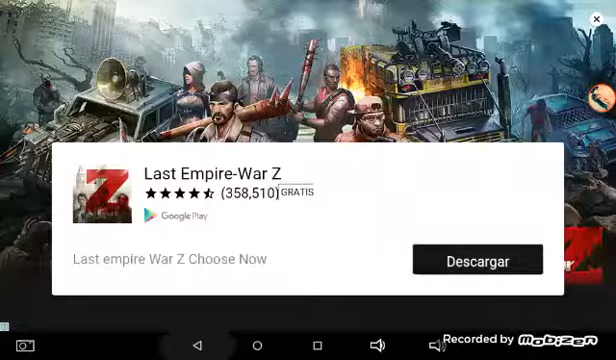 Last Empire-War Z
(358,510) GRATIS
Google Play
Last empire War Z Choose Now
Descargar
Z
Recorded by mobizen